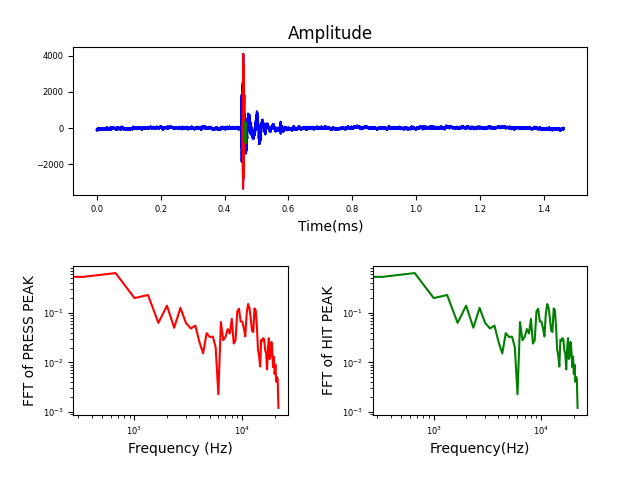 Amplitude
4000
2000
0
−2000
0.0 0.2 0.4 0.6 0.8 1.0 1.2 1.4
Time(ms)
FFT of PRESS PEAK
10⁻¹
10⁻²
10⁻³
10³ 10⁴
Frequency (Hz)
FFT of HIT PEAK
10⁻¹
10⁻²
10⁻³
10³ 10⁴
Frequency(Hz)